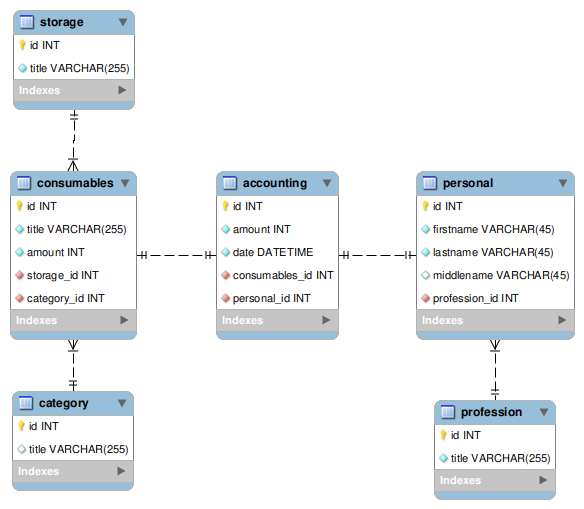 storage
id INT
title VARCHAR(255)
Indexes
consumables
id INT
title VARCHAR(255)
amount INT
storage_id INT
category_id INT
Indexes
accounting
id INT
amount INT
date DATETIME
consumables_id INT
personal_id INT
Indexes
personal
id INT
firstname VARCHAR(45)
lastname VARCHAR(45)
middlename VARCHAR(45)
profession_id INT
Indexes
category
id INT
title VARCHAR(255)
Indexes
profession
id INT
title VARCHAR(255)
Indexes